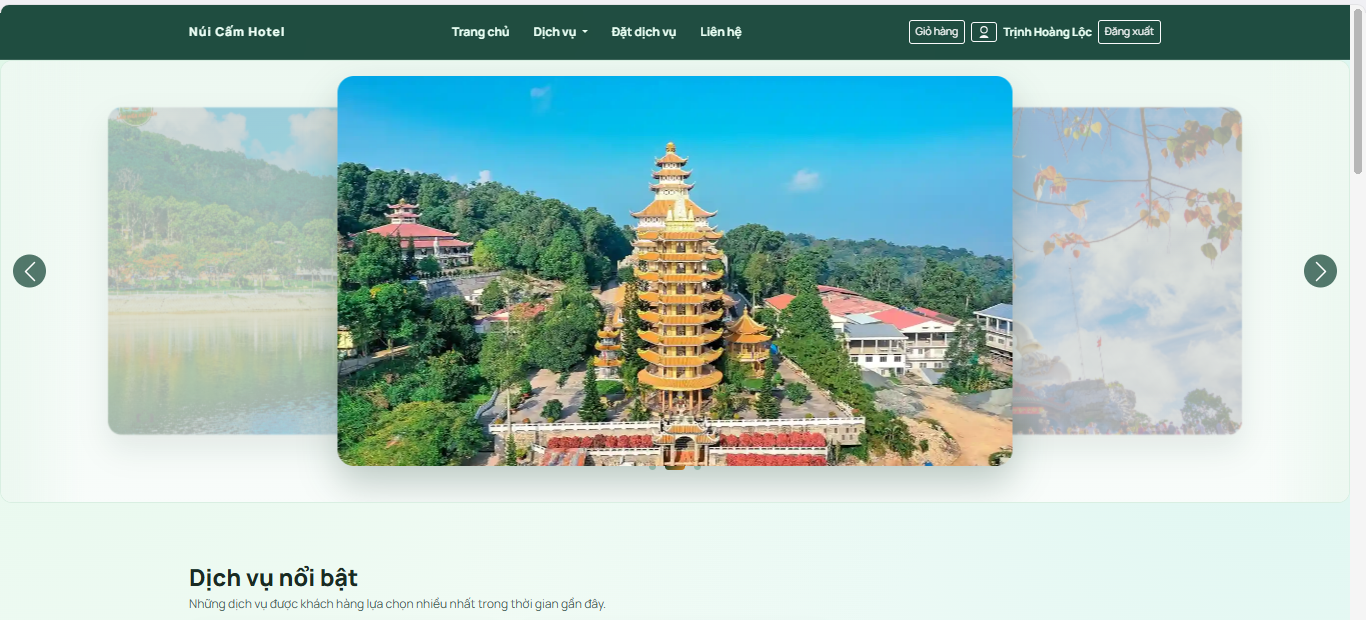 Núi Cấm Hotel
Trang chủ
Dịch vụ
Đặt dịch vụ
Liên hệ
Giỏ hàng
Trịnh Hoàng Lộc
Đăng xuất
Dịch vụ nổi bật
Những dịch vụ được khách hàng lựa chọn nhiều nhất trong thời gian gần đây.